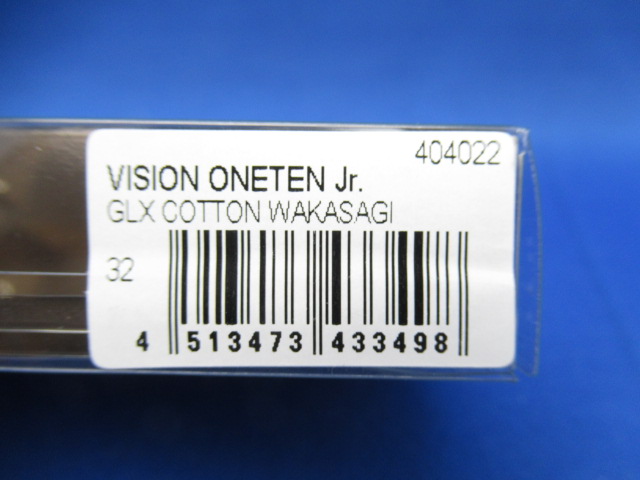 404022
VISION ONETEN Jr.
GLX COTTON WAKASAGI
32
4 513473 433498